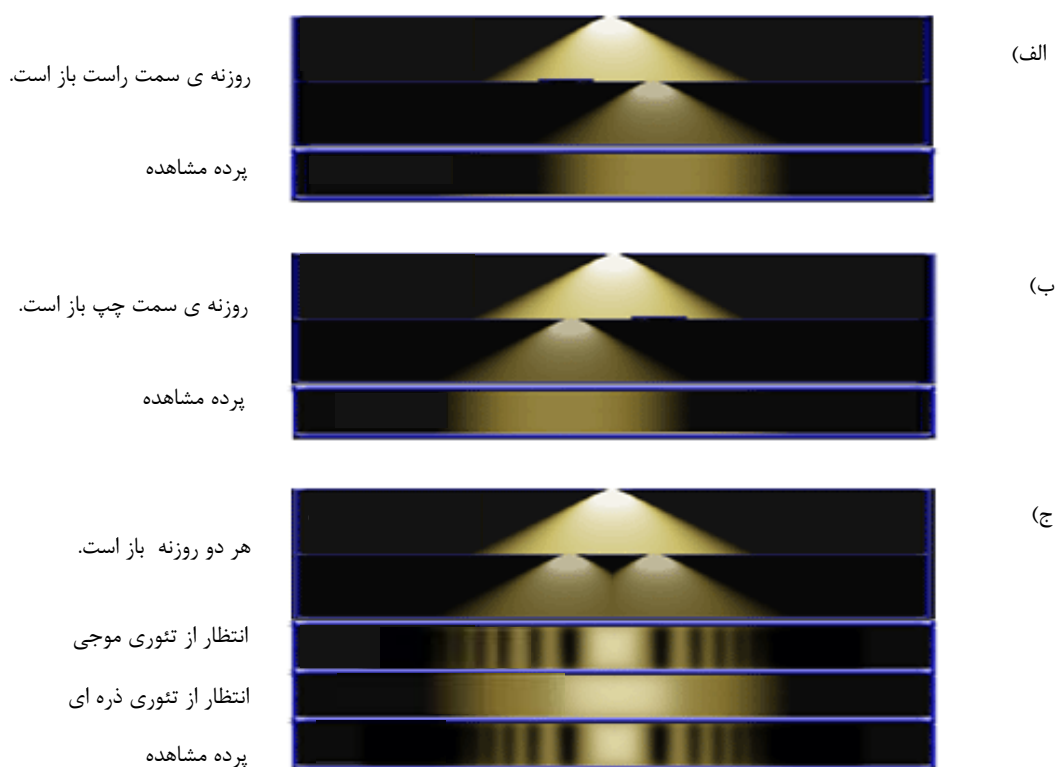 الف)
روزنه ی سمت راست باز است.
پرده مشاهده
ب)
روزنه ی سمت چپ باز است.
پرده مشاهده
ج)
هر دو روزنه باز است.
انتظار از تئوری موجی
انتظار از تئوری ذره ای
پرده مشاهده